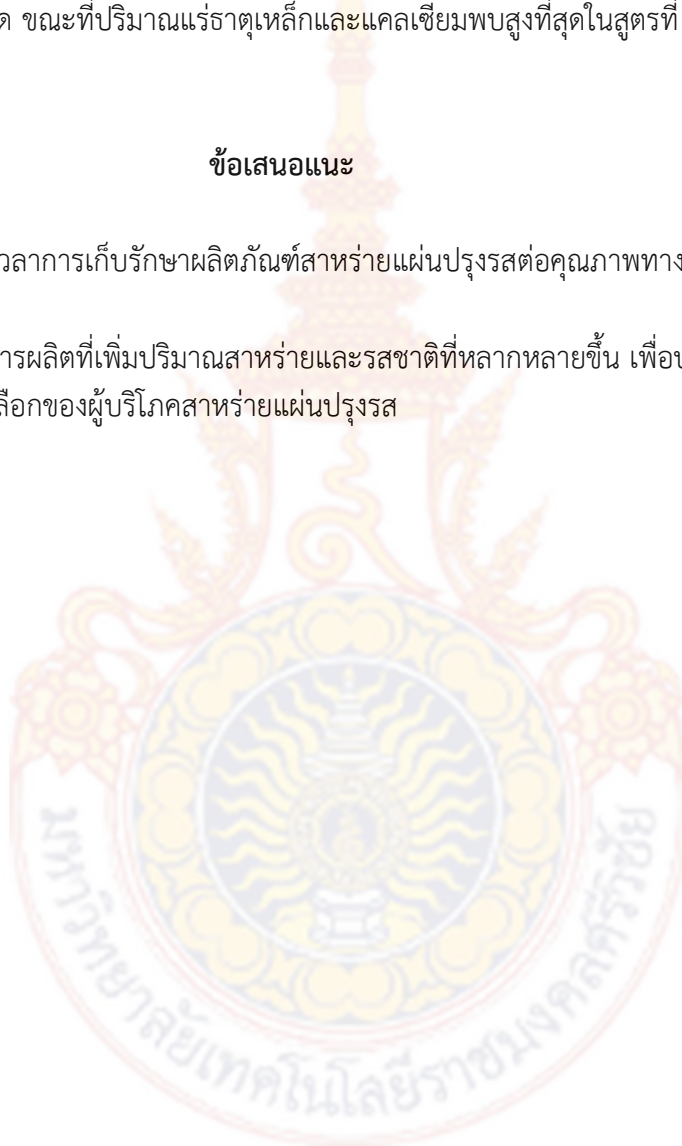 ด ขณะที่ปริมาณแร่ธาตุเหล็กและแคลเซียมพบสูงที่สุดในสูตรที่
ข้อเสนอแนะ
วลาการเก็บรักษาผลิตภัณฑ์สาหร่ายแผ่นปรุงรสต่อคุณภาพทาง
ารผลิตที่เพิ่มปริมาณสาหร่ายและรสชาติที่หลากหลายขึ้น เพื่อ
ลือกของผู้บริโภคสาหร่ายแผ่นปรุงรส
มหาวิทยาลัยเทคโนโลยีราชมงคลศรีวิชัย